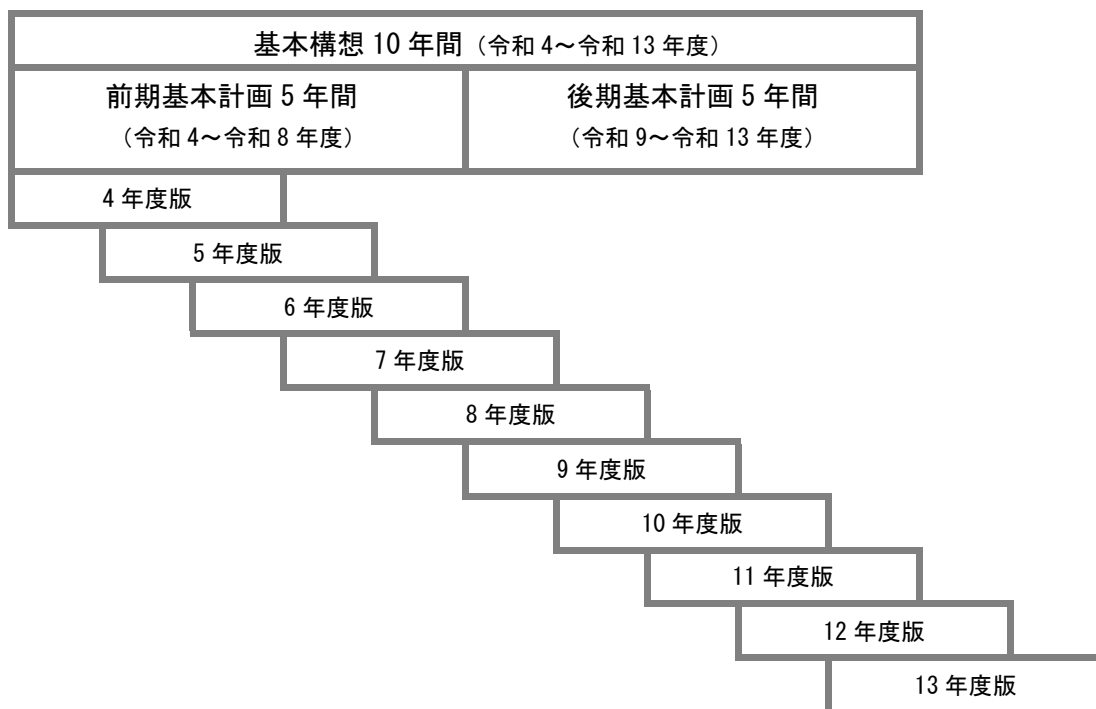 基本構想 10 年間（令和 4～令和 13 年度）
前期基本計画 5 年間
（令和 4～令和 8 年度）
後期基本計画 5 年間
（令和 9～令和 13 年度）
4 年度版
5 年度版
6 年度版
7 年度版
8 年度版
9 年度版
10 年度版
11 年度版
12 年度版
13 年度版